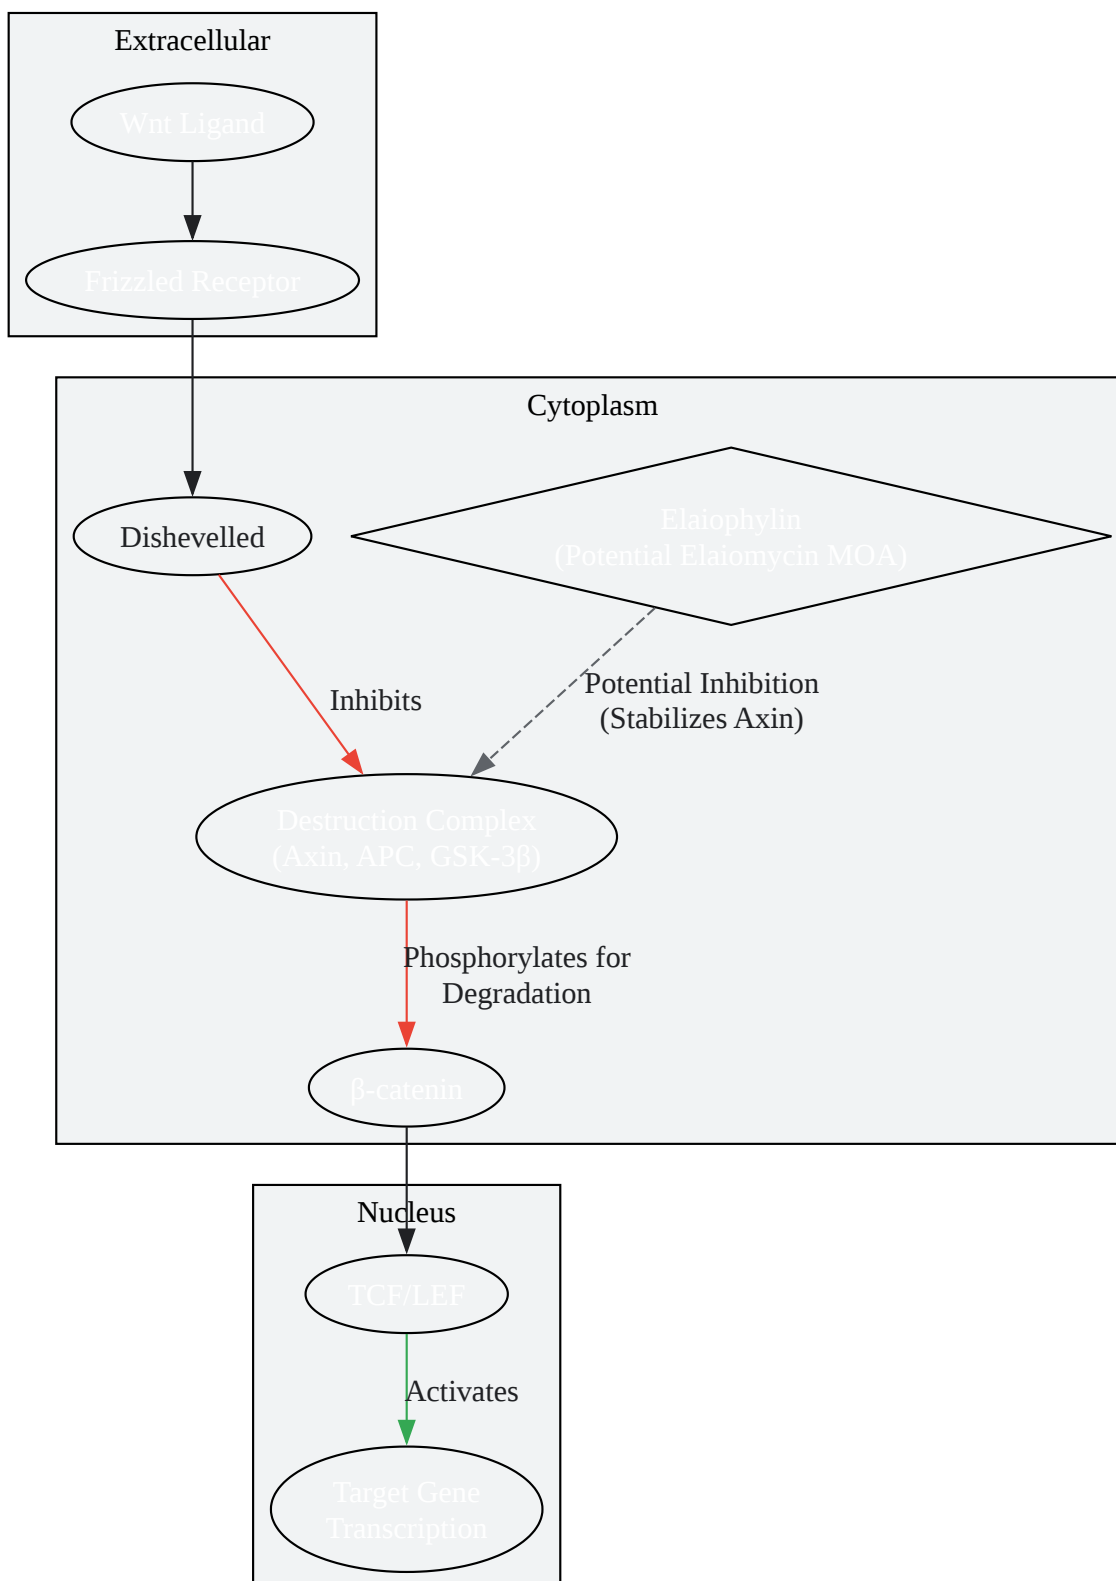 Extracellular
Wnt Ligand
Frizzled Receptor
Cytoplasm
Dishevelled
Elaiophylin
(Potential Elaiomycin MOA)
Inhibits
Potential Inhibition
(Stabilizes Axin)
Destruction Complex
(Axin, APC, GSK-3β)
Phosphorylates for
Degradation
β-catenin
Nucleus
TCF/LEF
Activates
Target Gene
Transcription